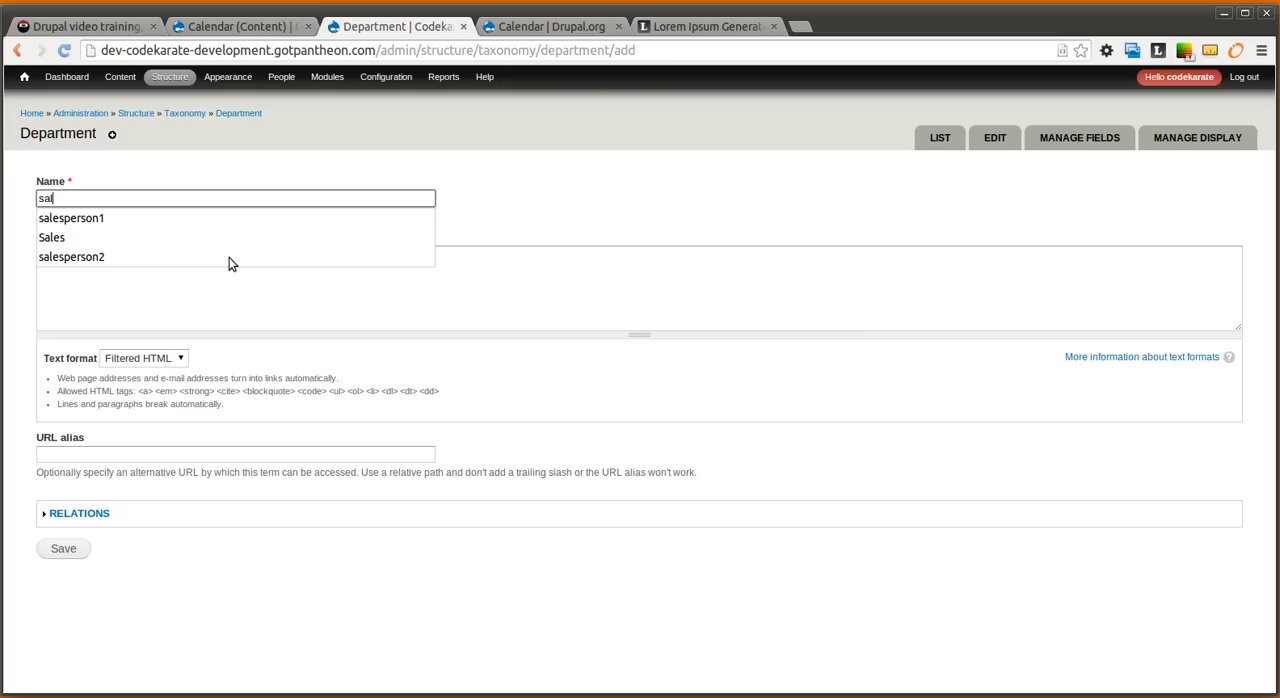 Drupal video training,
Calendar (Content) |
Department | Codeka
Calendar | Drupal.org
Lorem Ipsum Generat
dev-codekarate-development.gotpantheon.com/admin/structure/taxonomy/department/add
Dashboard Content Structure Appearance People Modules Configuration Reports Help Hello codekarate Log out
Home » Administration » Structure » Taxonomy » Department
Department
LIST EDIT MANAGE FIELDS MANAGE DISPLAY
Name *
sal
salesperson1
Sales
salesperson2
Text format Filtered HTML
More information about text formats
Web page addresses and e-mail addresses turn into links automatically.
Allowed HTML tags: <a> <em> <strong> <cite> <blockquote> <code> <ul> <ol> <li> <dl> <dt> <dd>
Lines and paragraphs break automatically.
URL alias
Optionally specify an alternative URL by which this term can be accessed. Use a relative path and don't add a trailing slash or the URL alias won't work.
RELATIONS
Save